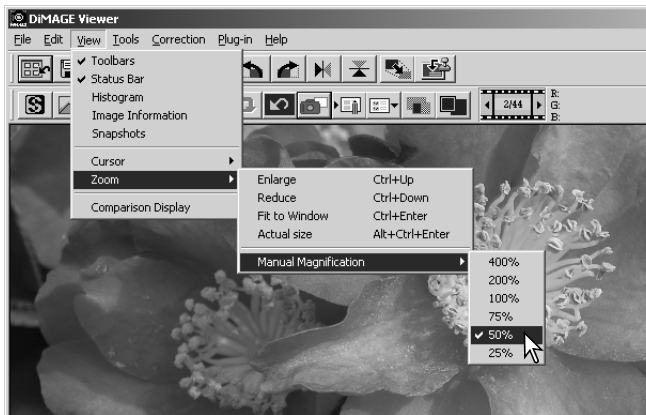 DiMAGE Viewer
File Edit View Tools Correction Plug-in Help
Toolbars
Status Bar
Histogram
Image Information
Snapshots
Cursor
Zoom
Comparison Display
Enlarge Ctrl+Up
Reduce Ctrl+Down
Fit to Window Ctrl+Enter
Actual size Alt+Ctrl+Enter
Manual Magnification
400%
200%
100%
75%
50%
25%
S
2/44
R:
G:
B: